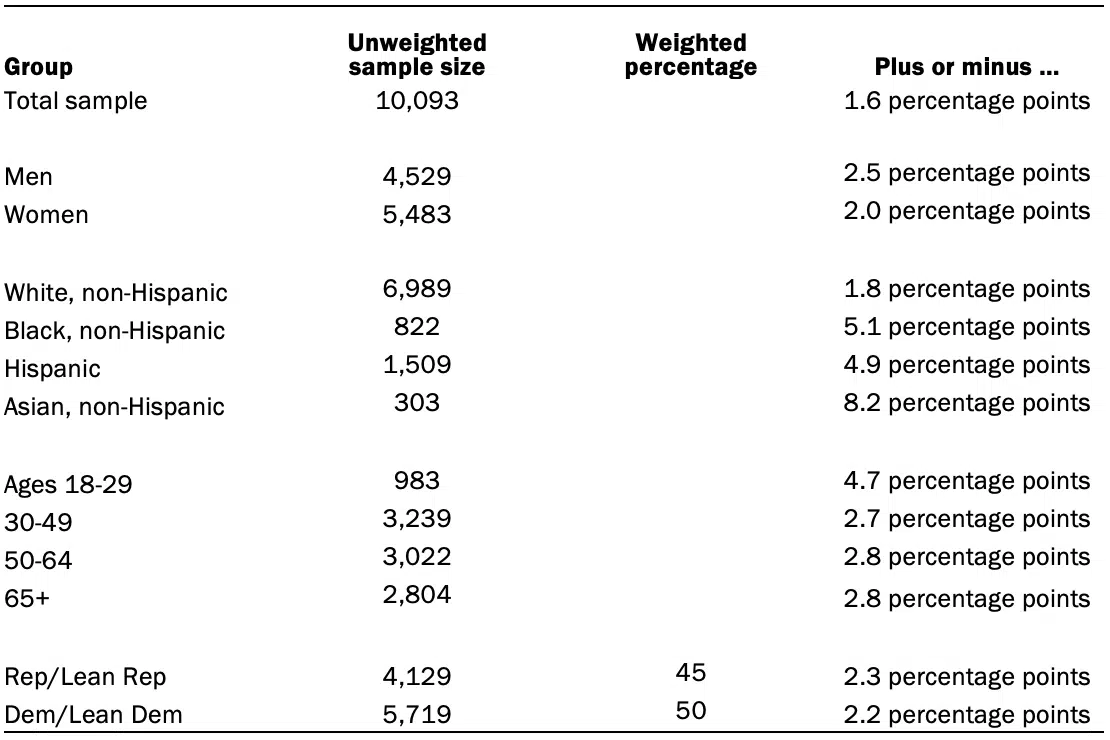 Group Unweighted sample size Weighted percentage Plus or minus ...
Total sample 10,093 1.6 percentage points
Men 4,529 2.5 percentage points
Women 5,483 2.0 percentage points
White, non-Hispanic 6,989 1.8 percentage points
Black, non-Hispanic 822 5.1 percentage points
Hispanic 1,509 4.9 percentage points
Asian, non-Hispanic 303 8.2 percentage points
Ages 18-29 983 4.7 percentage points
30-49 3,239 2.7 percentage points
50-64 3,022 2.8 percentage points
65+ 2,804 2.8 percentage points
Rep/Lean Rep 4,129 45 2.3 percentage points
Dem/Lean Dem 5,719 50 2.2 percentage points